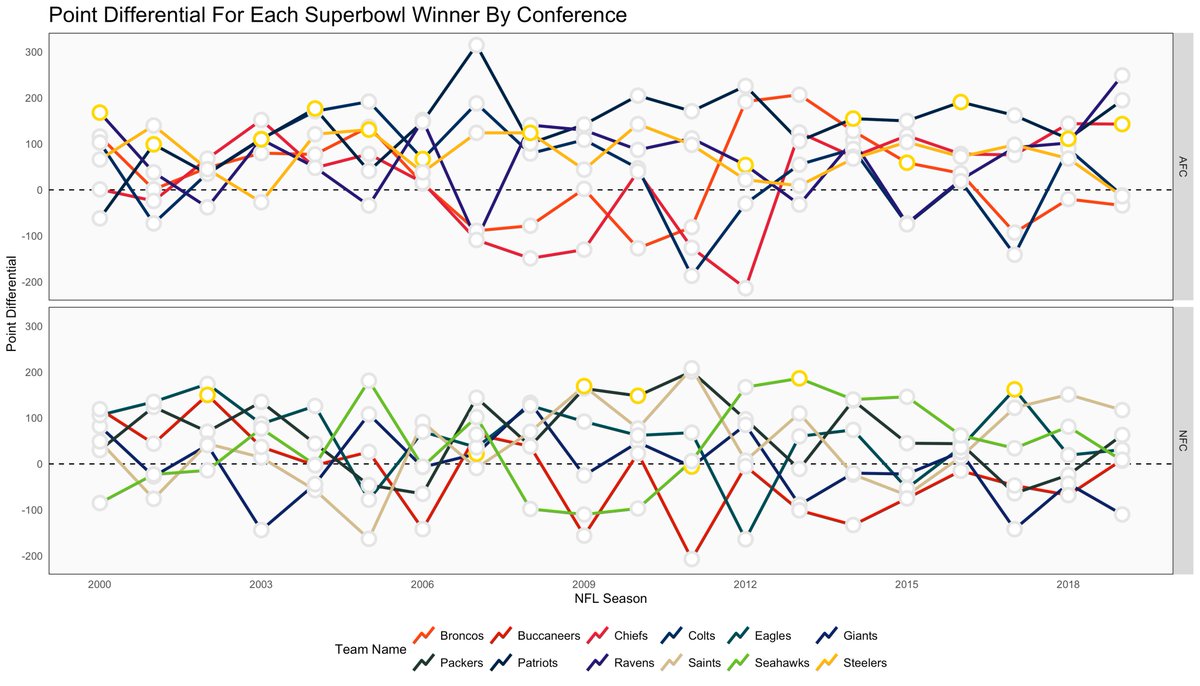 Point Differential For Each Superbowl Winner By Conference
300
200
100
0
-100
-200
AFC
300
200
100
0
-100
-200
NFC
Point Differential
2000 2003 2006 2009 2012 2015 2018
NFL Season
Team Name
Broncos Buccaneers Chiefs Colts Eagles Giants
Packers Patriots Ravens Saints Seahawks Steelers